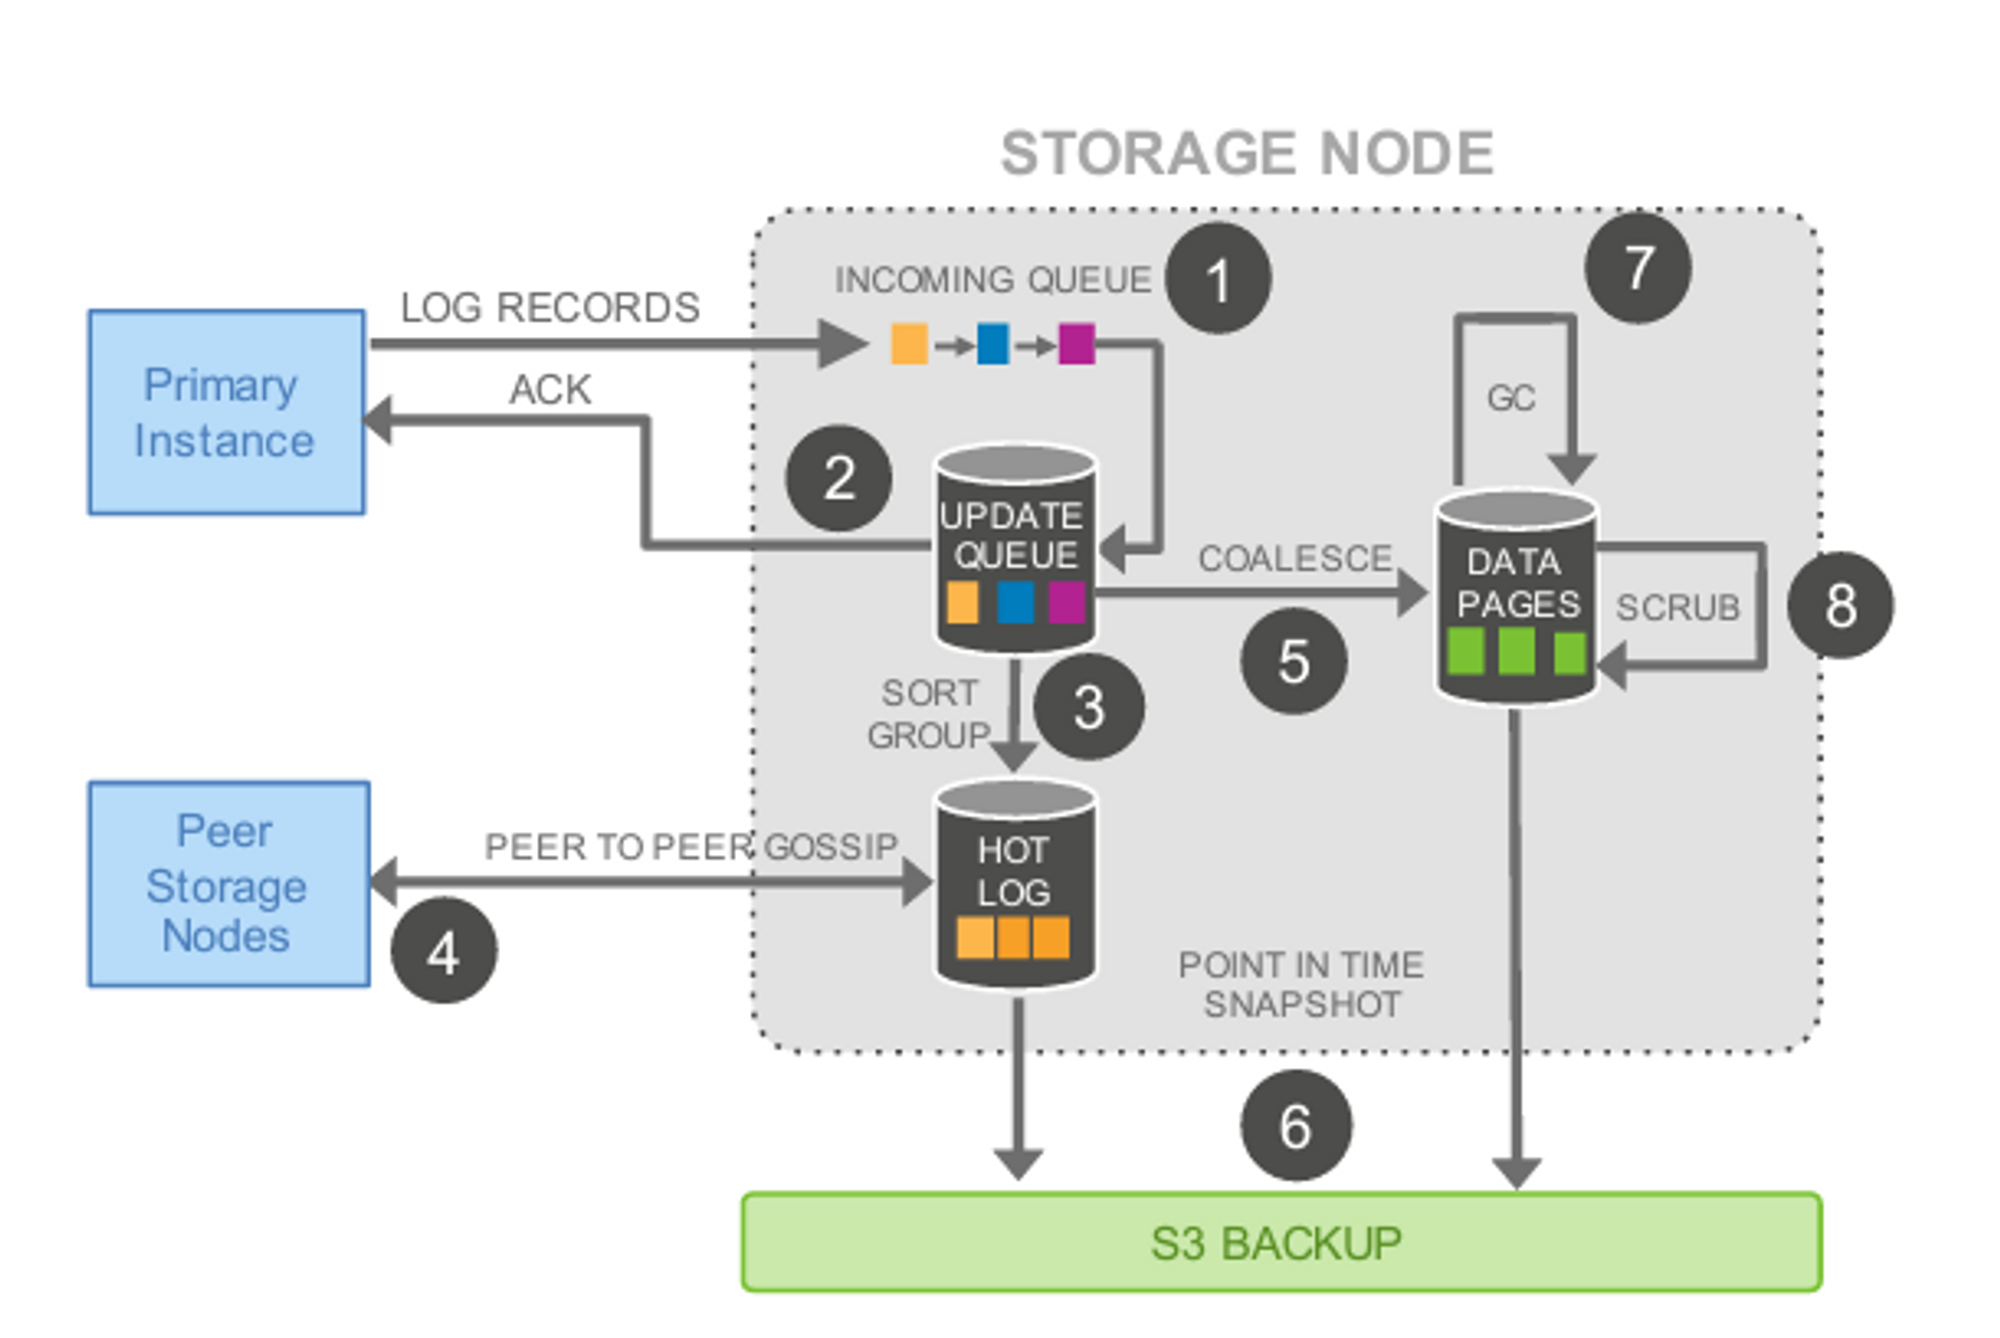 STORAGE NODE
INCOMING QUEUE
1
7
LOG RECORDS
Primary
Instance
ACK
GC
2
UPDATE
QUEUE
COALESCE
5
DATA
PAGES
SCRUB
8
SORT
GROUP
3
Peer
Storage
Nodes
PEER TO PEER GOSSIP
4
HOT
LOG
POINT IN TIME
SNAPSHOT
6
S3 BACKUP